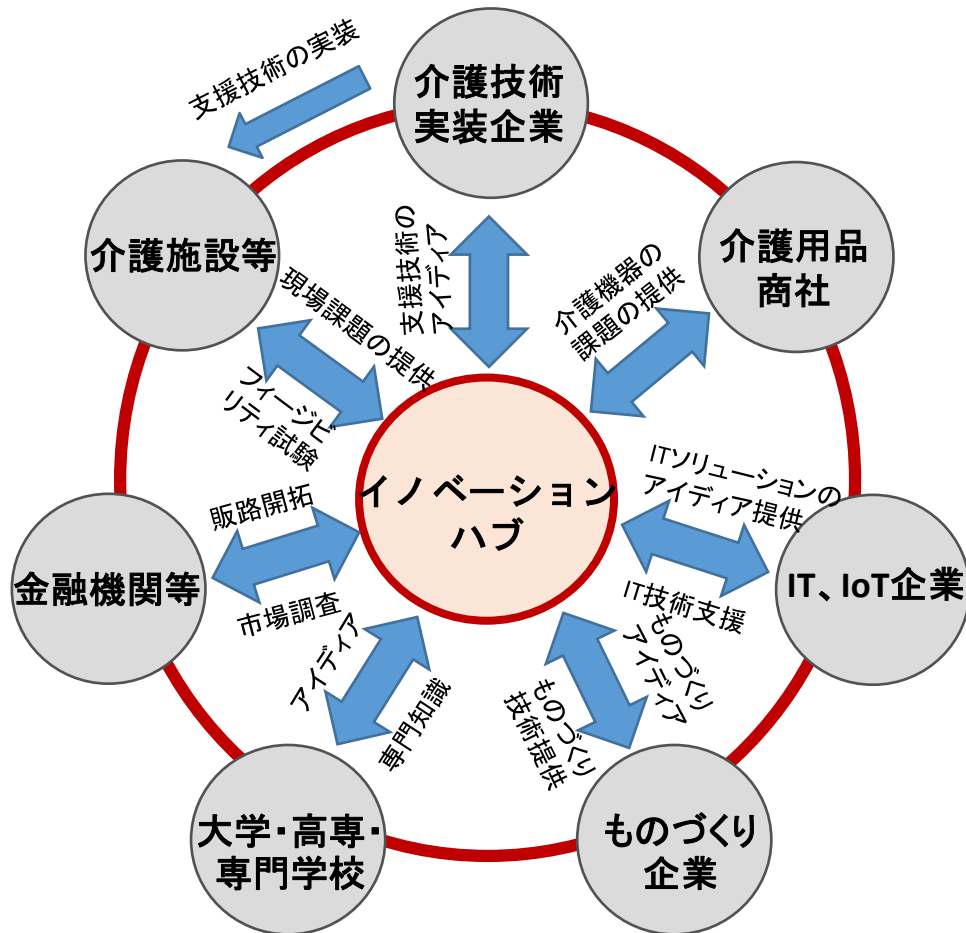 支援技術の実装
介護技術
実装企業
介護施設等
介護用品
商社
支援技術の
アイディア
介護機器の
課題の提供
現場課題の提供
フィージビ
リティ試験
イノベーション
ハブ
ITソリューションの
アイディア提供
IT技術支援
IT、IoT企業
販路開拓
市場調査
金融機関等
アイディア
専門知識
ものづくり
アイディア
ものづくり
技術提供
大学・高専・
専門学校
ものづくり
企業